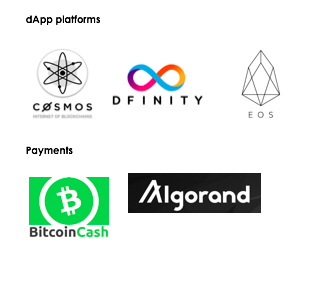 dApp platforms
CØSMOS
INTERNET OF BLOCKCHAINS
DFINITY
EOS
Payments
BitcoinCash
Algorand